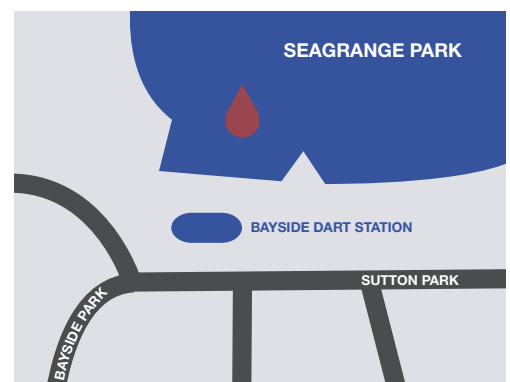 SEAGRANGE PARK
BAYSIDE DART STATION
SUTTON PARK
BAYSIDE PARK